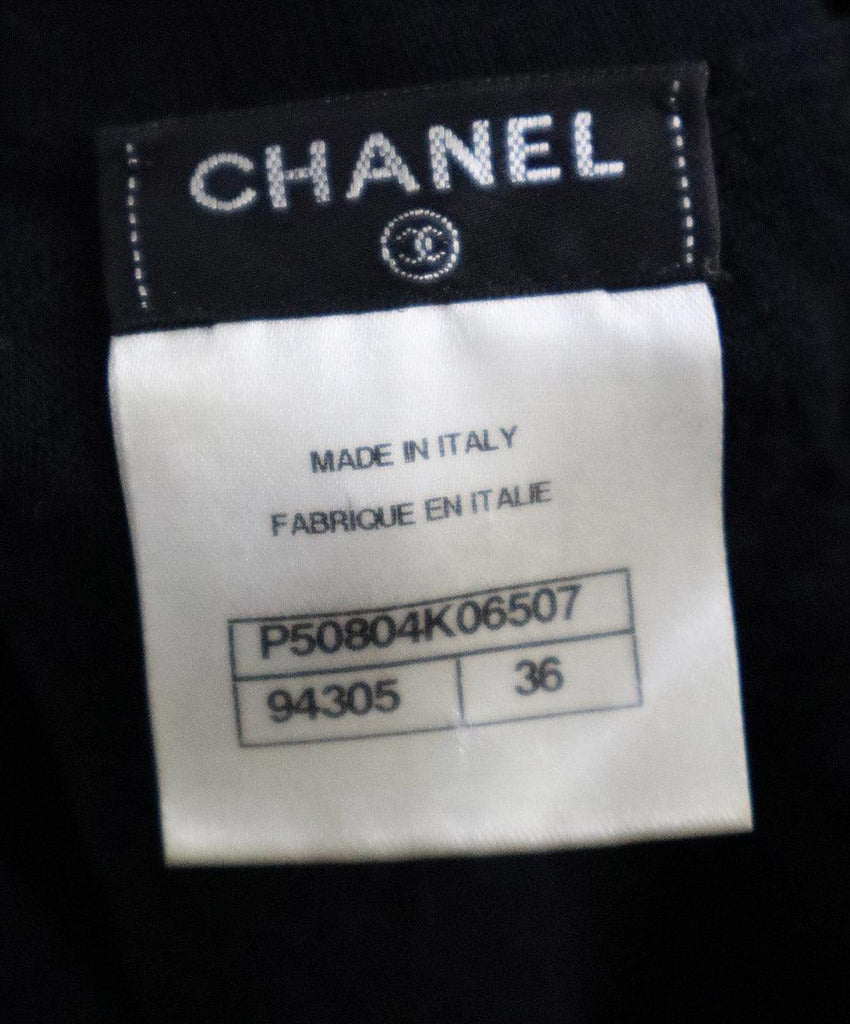 CHANEL
MADE IN ITALY
FABRIQUE EN ITALIE
P50804K06507
94305 36